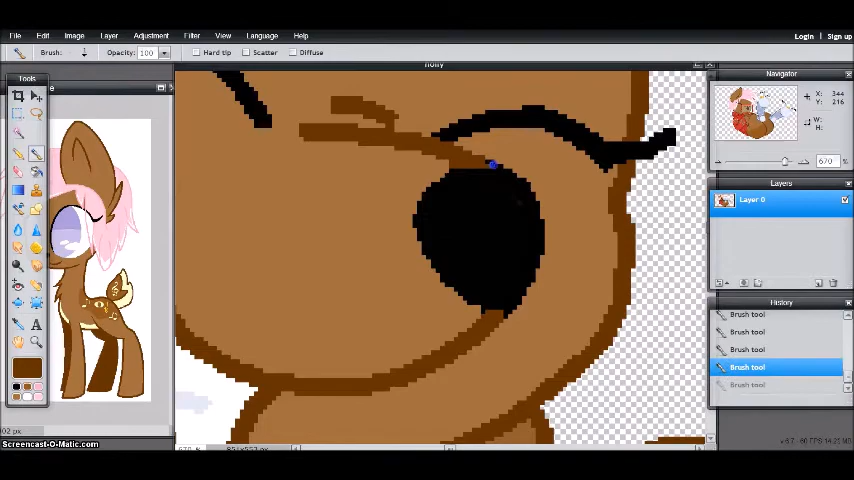 File Edit Image Layer Adjustment Filter View Language Help
Login | Sign up
Brush: Opacity: 100 Hard tip Scatter Diffuse
Tools
Navigator
X: 344
Y: 216
W:
H:
670 %
Layers
Layer 0
History
Brush tool
Brush tool
Brush tool
Brush tool
Brush tool
A
Screencast-O-Matic.com